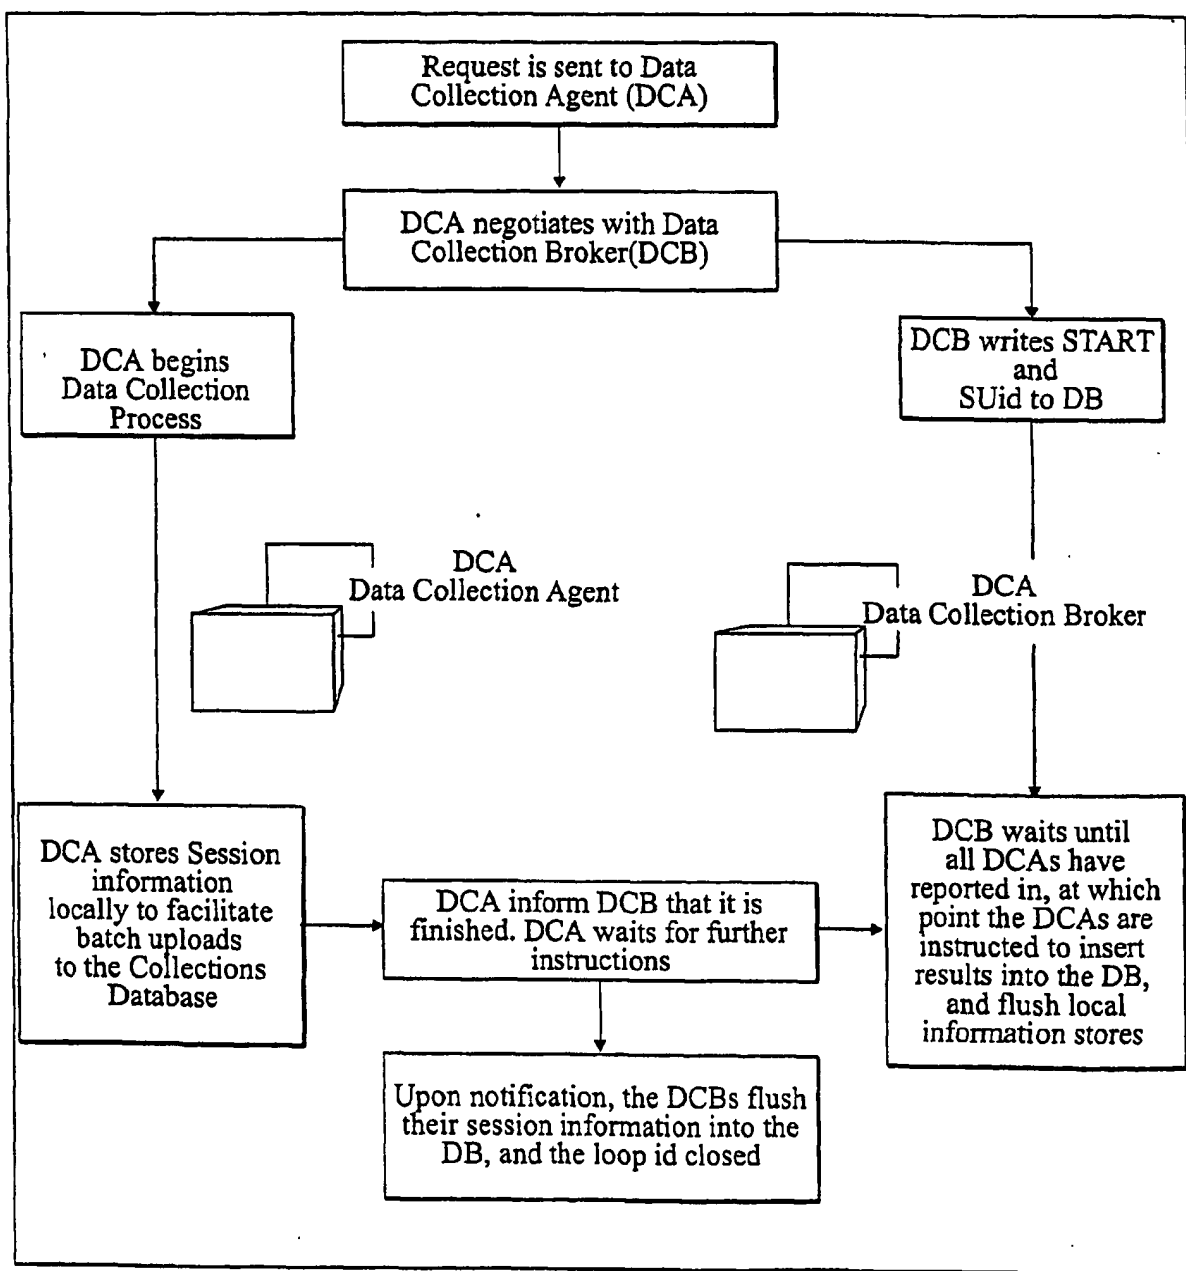 Request is sent to Data
Collection Agent (DCA)
DCA negotiates with Data
Collection Broker(DCB)
DCA begins
Data Collection
Process
DCB writes START
and
SUid to DB
DCA
Data Collection Agent
DCA
Data Collection Broker
DCA stores Session
information
locally to facilitate
batch uploads
to the Collections
Database
DCA inform DCB that it is
finished. DCA waits for further
instructions
DCB waits until
all DCAs have
reported in, at which
point the DCAs are
instructed to insert
results into the DB,
and flush local
information stores
Upon notification, the DCBs flush
their session information into the
DB, and the loop id closed